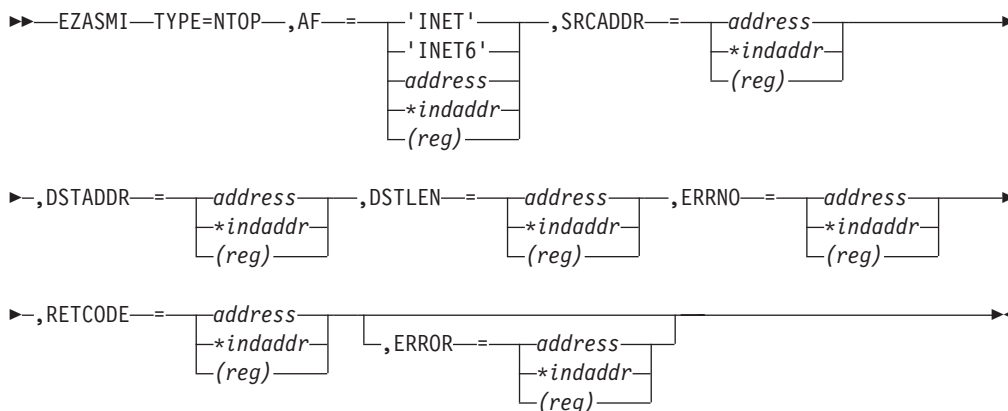 EZASMI TYPE=NTOP ,AF = 'INET' ,SRCADDR = address
'INET6' *indaddr
address (reg)
*indaddr
(reg)
,DSTADDR = address ,DSTLEN = address ,ERRNO = address
*indaddr *indaddr *indaddr
(reg) (reg) (reg)
,RETCODE = address
*indaddr ,ERROR = address
(reg) *indaddr
(reg)